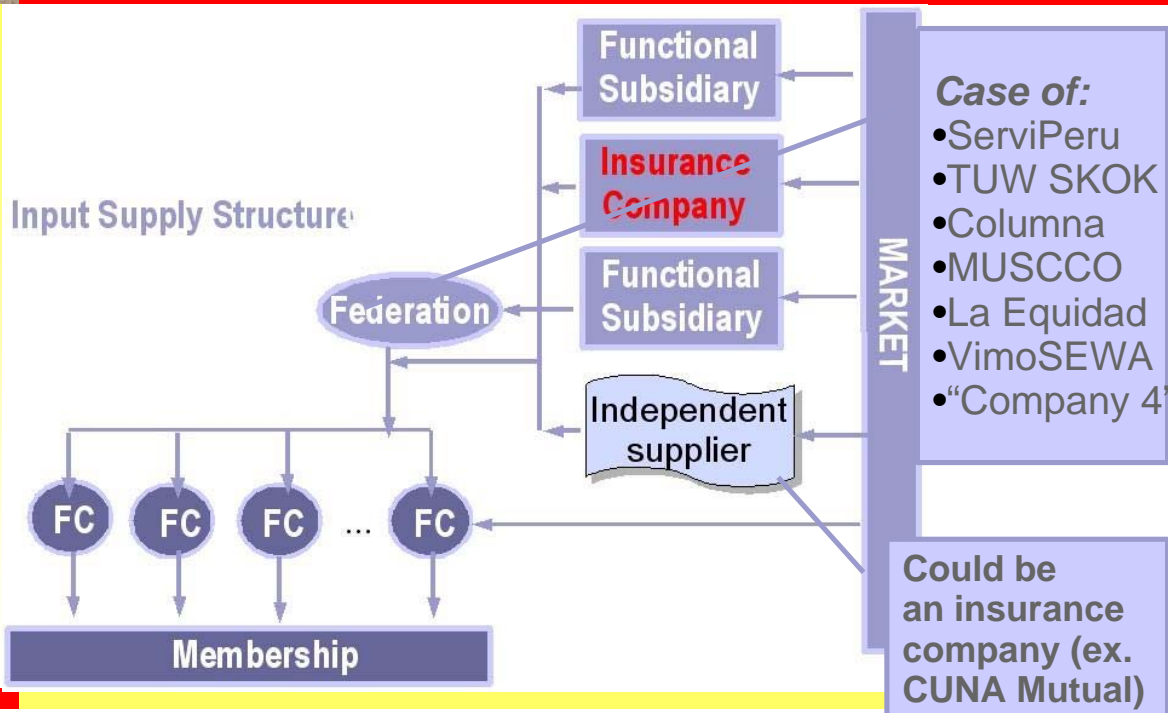 Functional
Subsidiary
Insurance
Company
Input Supply Structure
Functional
Subsidiary
Federation
Independent
supplier
MARKET
Case of:
•ServiPeru
•TUW SKOK
•Columna
•MUSCCO
•La Equidad
•VimoSEWA
•“Company 4”
FC
FC
FC
...
FC
Membership
Could be
an insurance
company (ex.
CUNA Mutual)